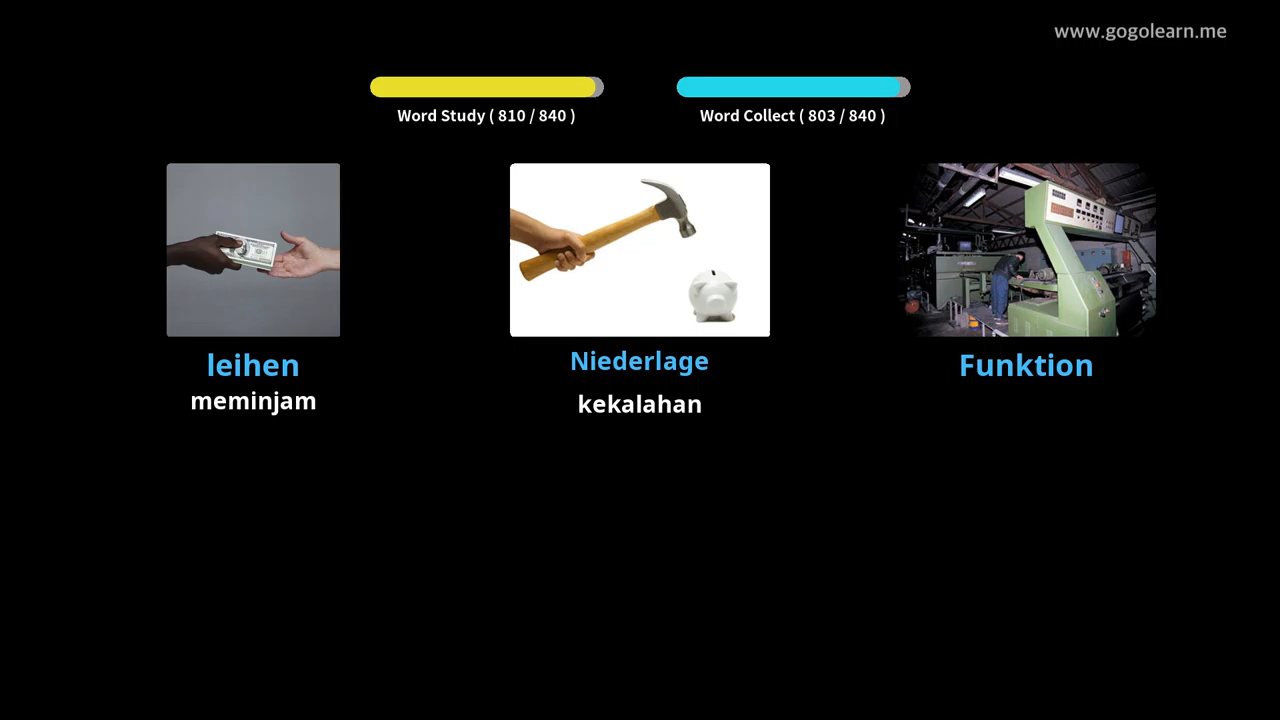 www.gogolearn.me
Word Study ( 810 / 840 )
Word Collect ( 803 / 840 )
leihen
meminjam
Niederlage
kekalahan
Funktion